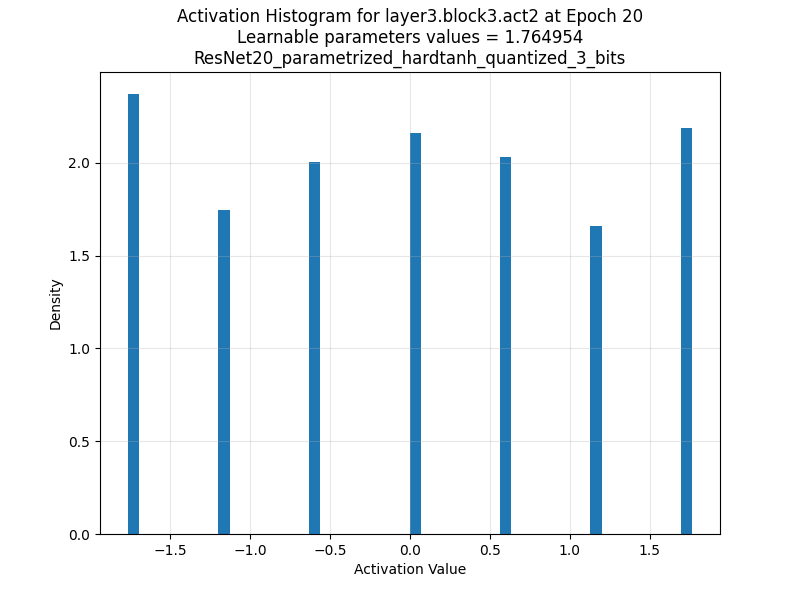 Activation Histogram for layer3.block3.act2 at Epoch 20
Learnable parameters values = 1.764954
ResNet20_parametrized_hardtanh_quantized_3_bits
Density
2.0
1.5
1.0
0.5
0.0
−1.5 −1.0 −0.5 0.0 0.5 1.0 1.5
Activation Value